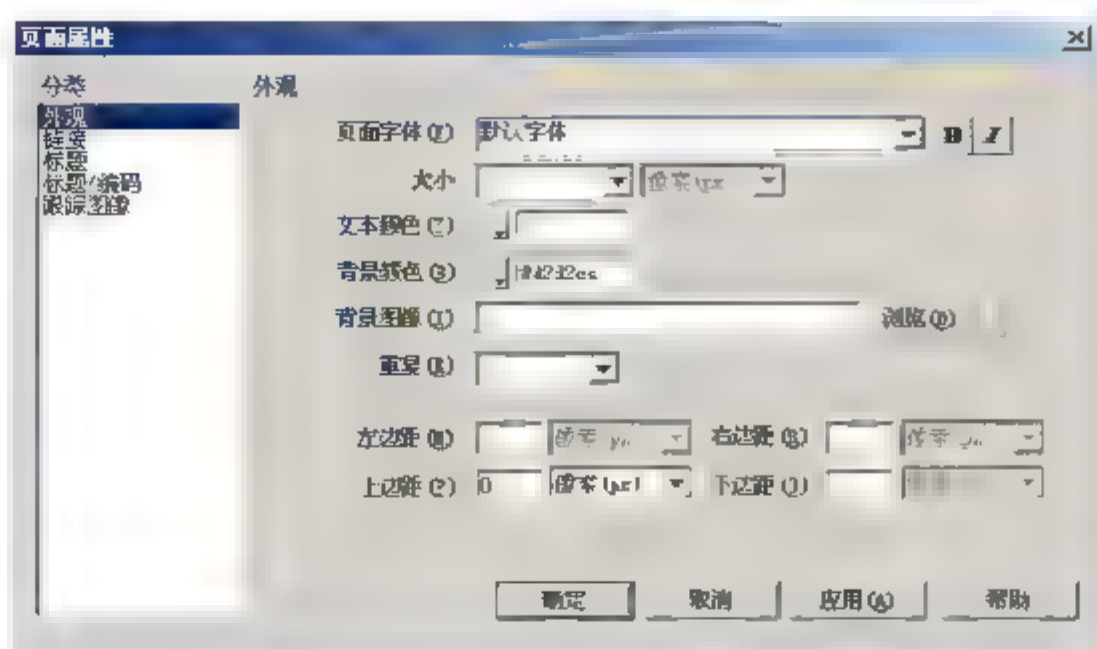 页面属性
分类
外观
链接
标题
标题/编码
跟踪图像
外观
页面字体(F) 默认字体 B I
大小 像素(px)
文本颜色(T)
背景颜色(B)
背景图像(I) 浏览(W)
重复(R)
左边距(M) 像素(px) 右边距(R) 像素(px)
上边距(P) 0 像素(px) 下边距(O)
确定 取消 应用(A) 帮助